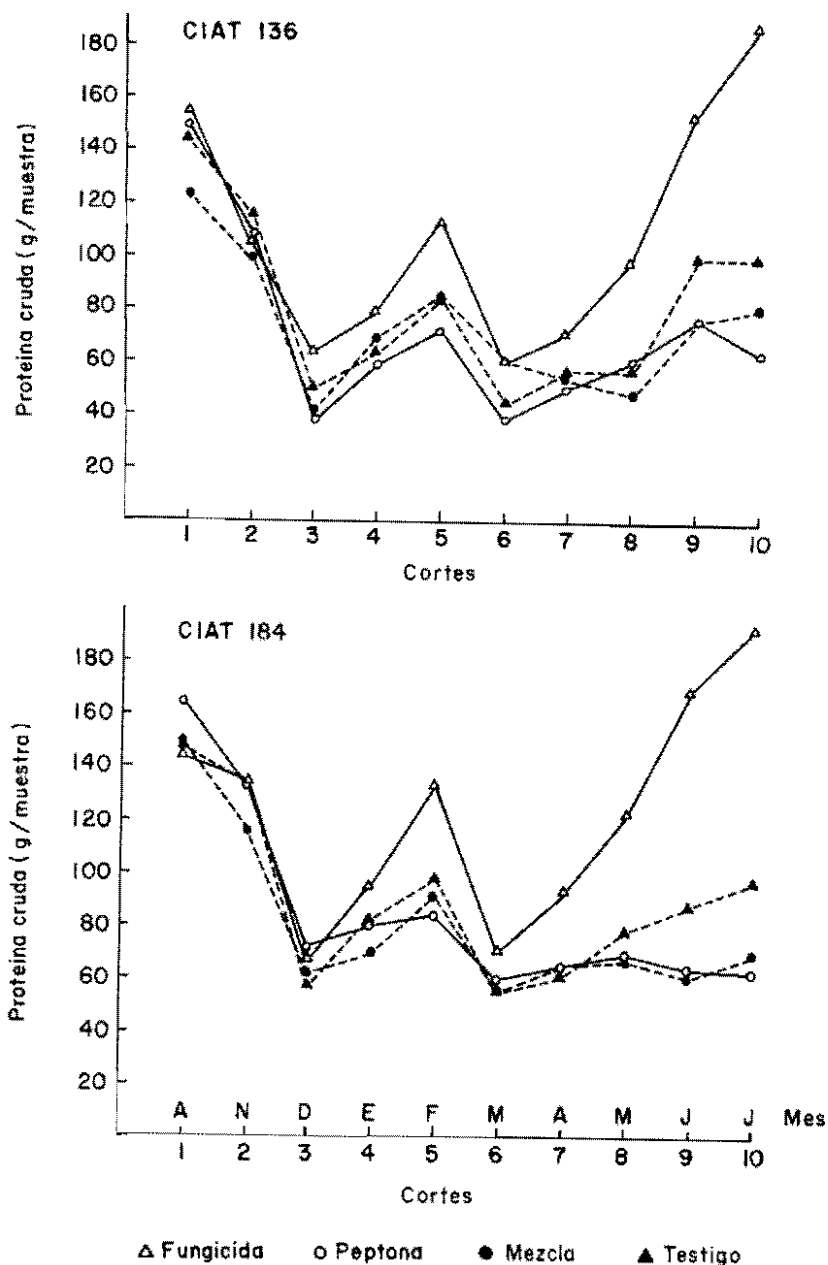 CIAT 136
Proteína cruda (g/muestra)
180
160
140
120
100
80
60
40
20
1 2 3 4 5 6 7 8 9 10
Cortes
CIAT 184
Proteína cruda (g/muestra)
180
160
140
120
100
80
60
40
20
A N D E F M A M J J Mes
1 2 3 4 5 6 7 8 9 10
Cortes
△ Fungicida ○ Peptona ● Mezcla ▲ Testigo